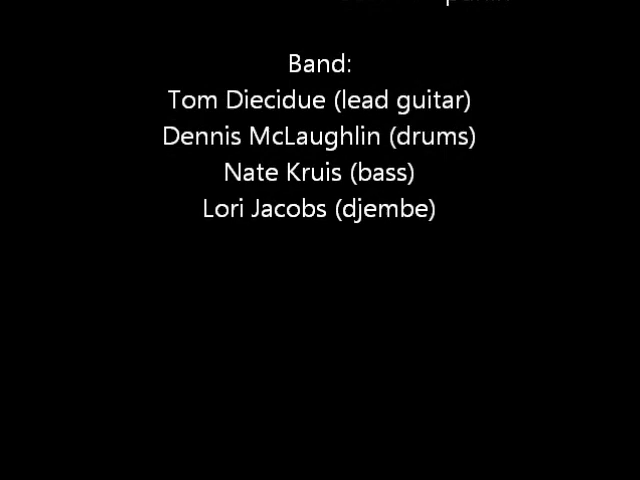 Band:
Tom Diecidue (lead guitar)
Dennis McLaughlin (drums)
Nate Kruis (bass)
Lori Jacobs (djembe)